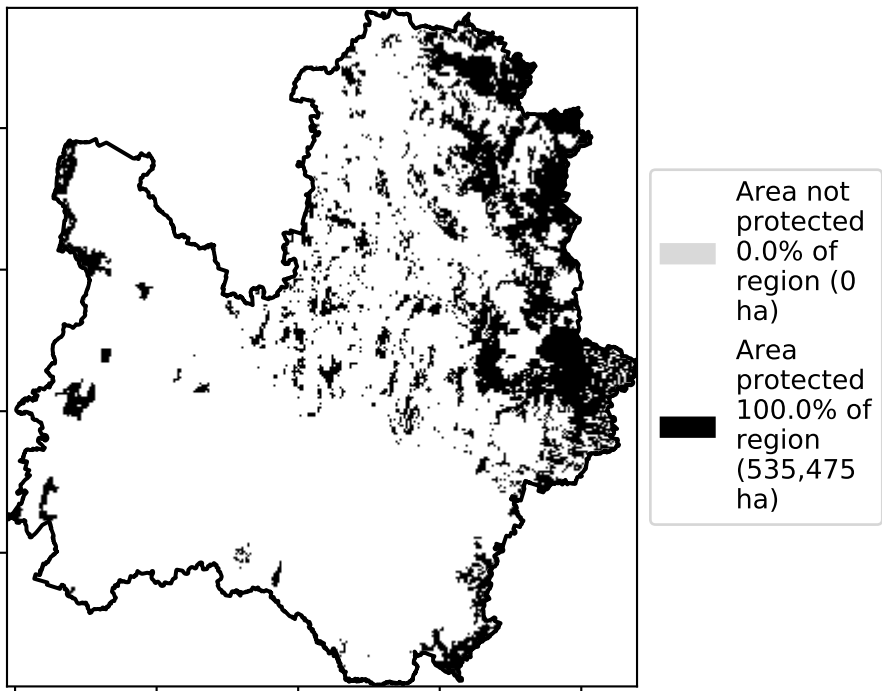 Area not
protected
0.0% of
region (0
ha)
Area
protected
100.0% of
region
(535,475
ha)